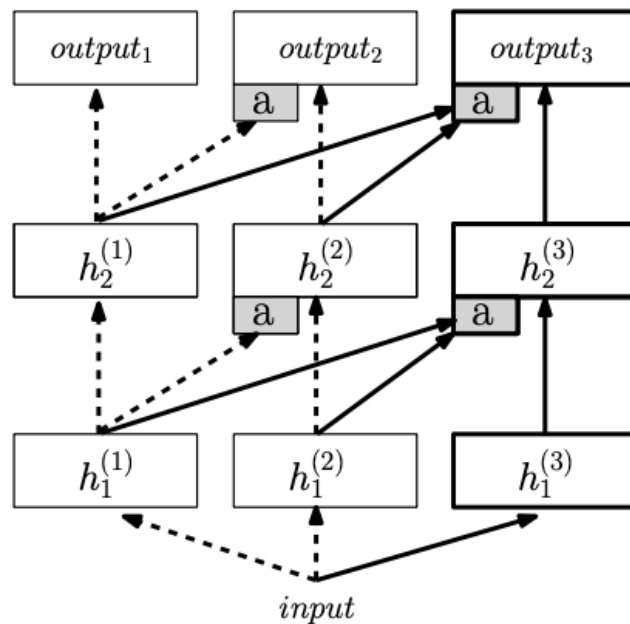 output₁ output₂ output₃
a a
h₂⁽¹⁾ h₂⁽²⁾ h₂⁽³⁾
a a
h₁⁽¹⁾ h₁⁽²⁾ h₁⁽³⁾
input